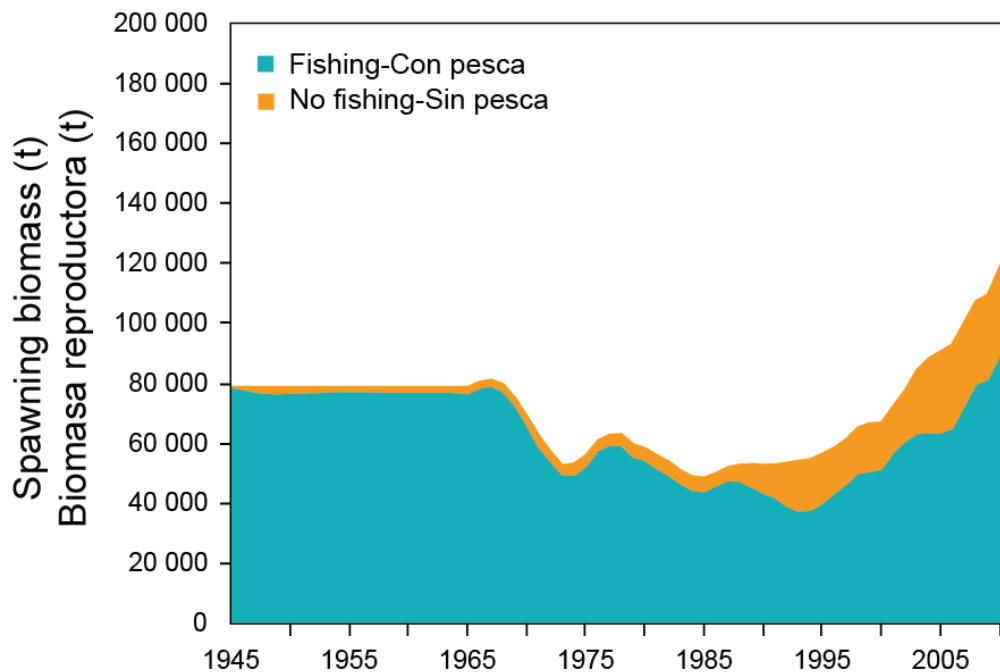 200 000
180 000
160 000
140 000
120 000
100 000
80 000
60 000
40 000
20 000
0
Spawning biomass (t)
Biomasa reproductora (t)
Fishing-Con pesca
No fishing-Sin pesca
1945 1955 1965 1975 1985 1995 2005